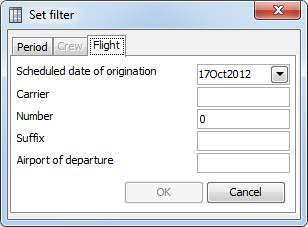 Set filter
Period Crew Flight
Scheduled date of origination 17Oct2012
Carrier
Number 0
Suffix
Airport of departure
OK Cancel